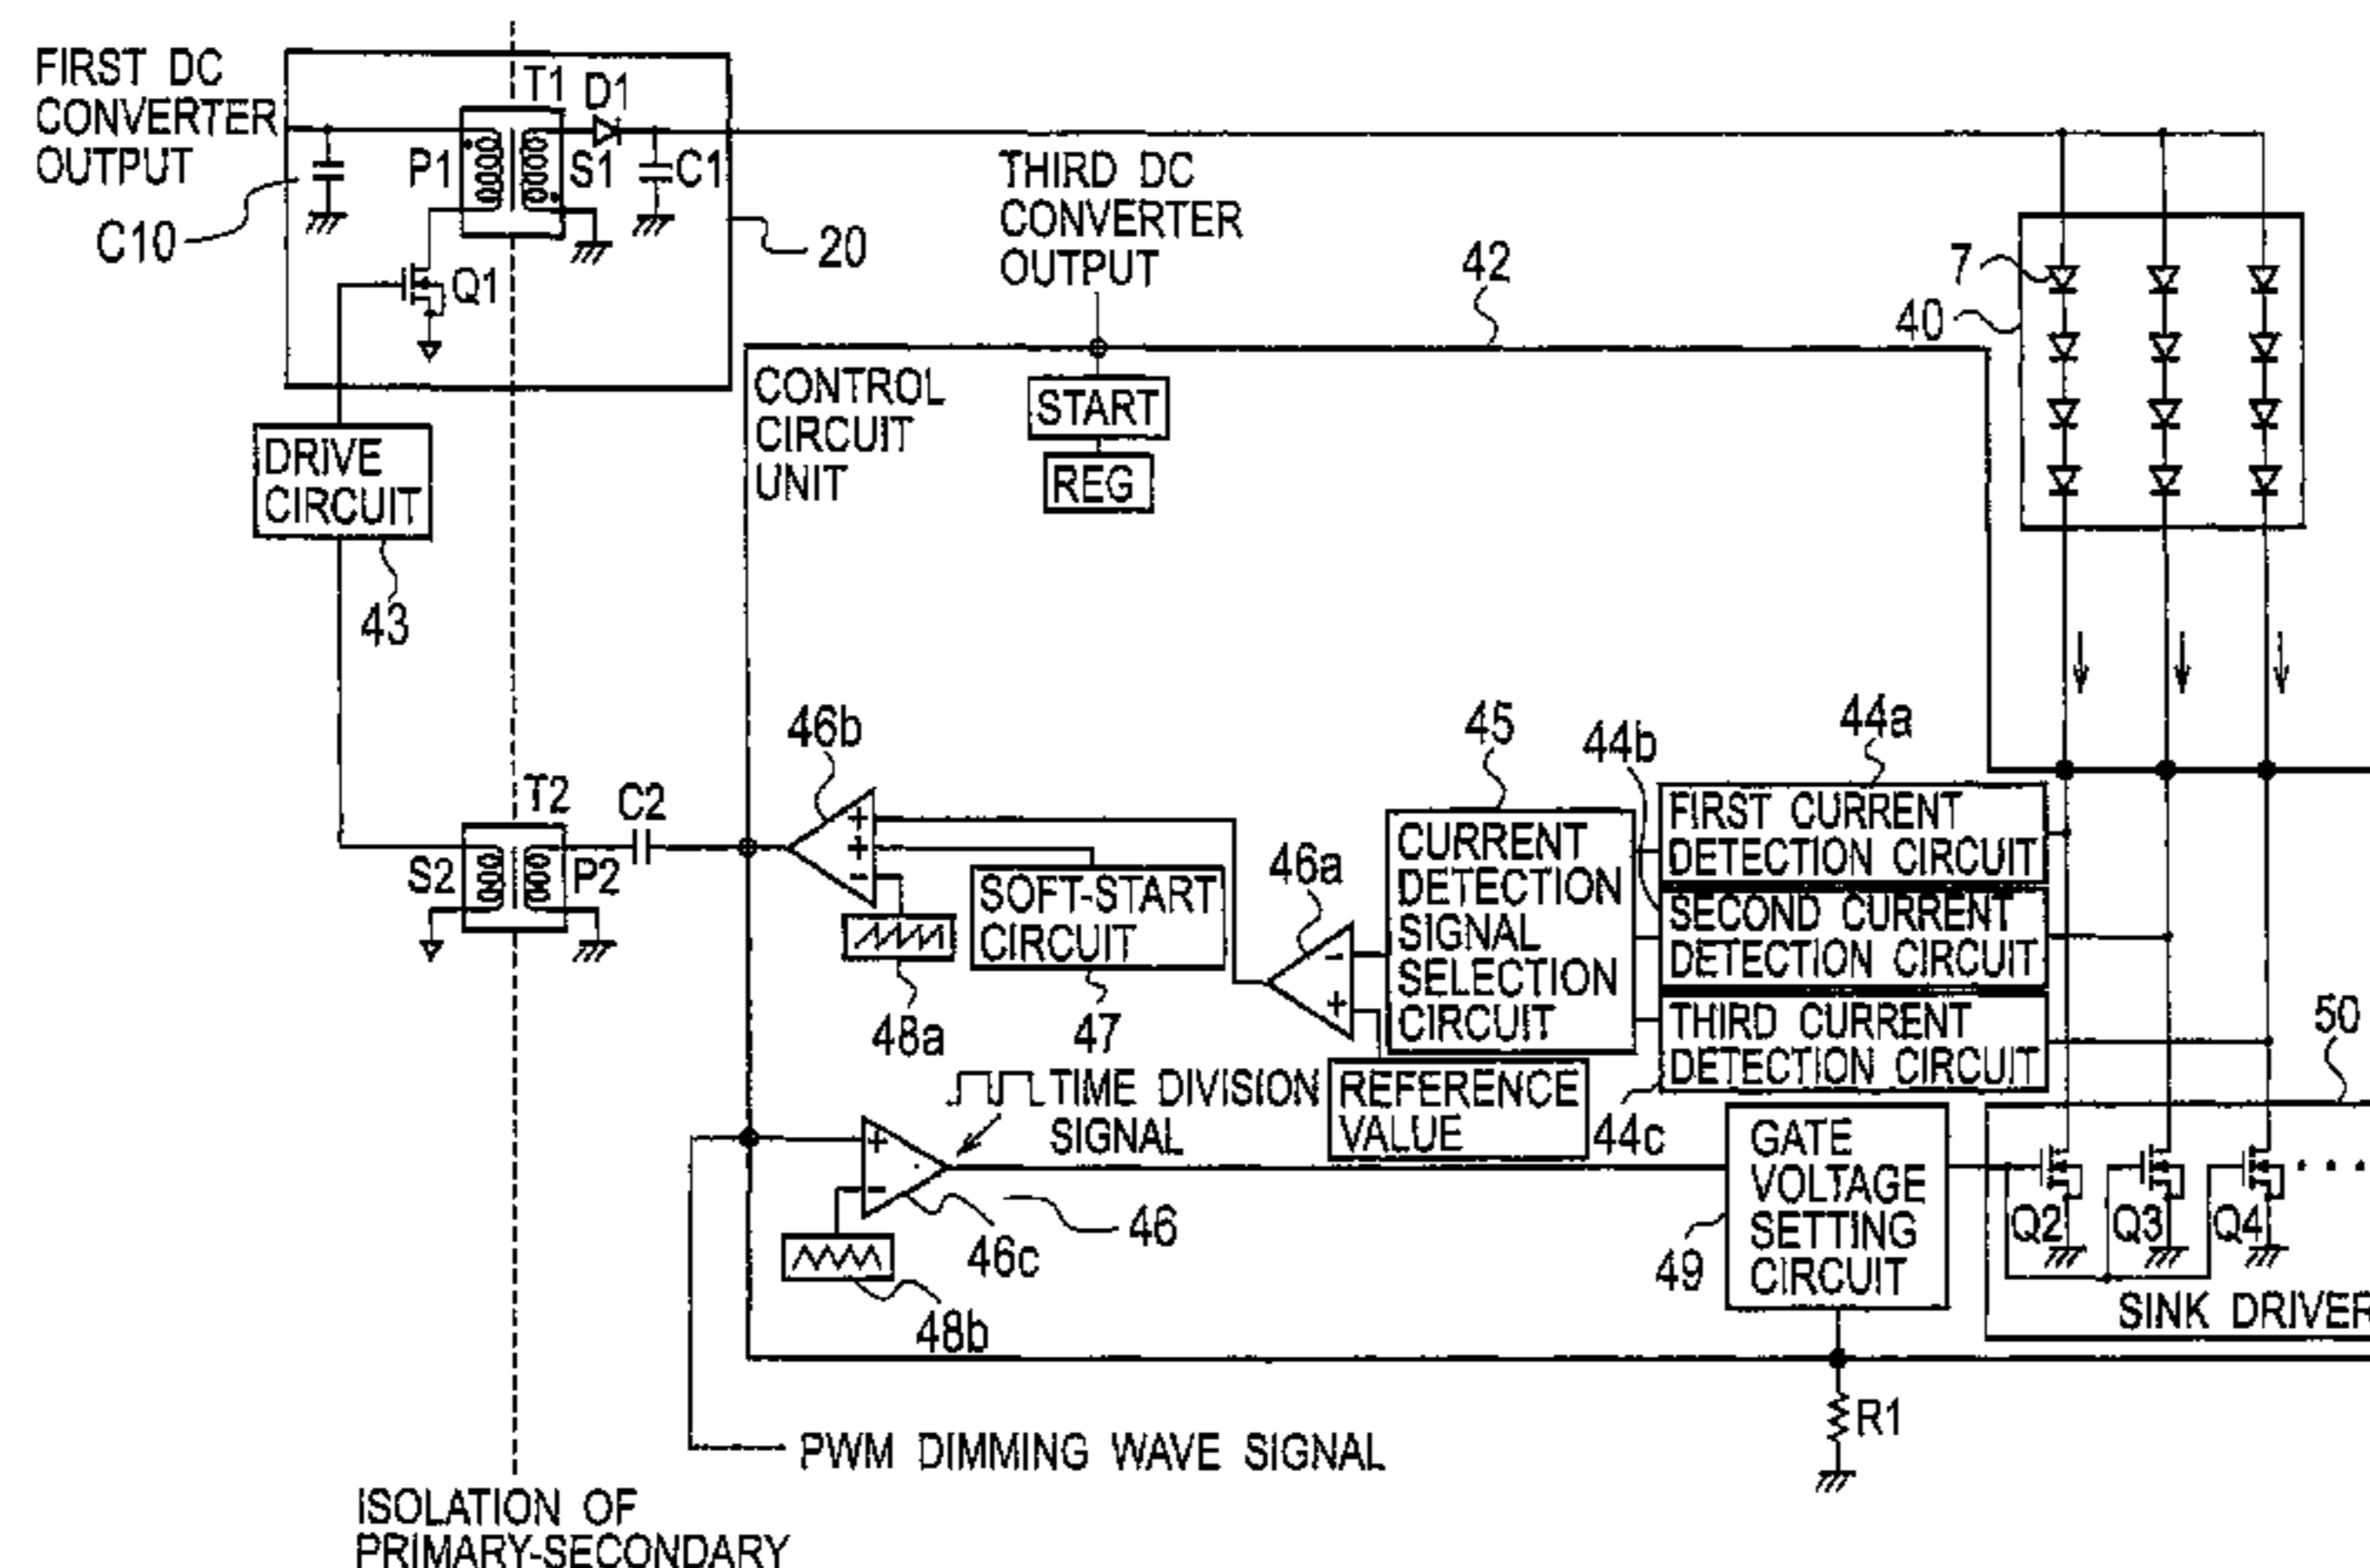 FIRST DC
CONVERTER
OUTPUT
C10
T1
D1
P1
S1
C1
Q1
20
THIRD DC
CONVERTER
OUTPUT
42
7
40
CONTROL
CIRCUIT
UNIT
START
REG
DRIVE
CIRCUIT
43
46b
45
44b
44a
T2
C2
S2
P2
+
+
-
SOFT-START
CIRCUIT
48a
47
46a
-
+
CURRENT
DETECTION
SIGNAL
SELECTION
CIRCUIT
FIRST CURRENT
DETECTION CIRCUIT
SECOND CURRENT
DETECTION CIRCUIT
THIRD CURRENT
DETECTION CIRCUIT
44c
50
TIME DIVISION
SIGNAL
REFERENCE
VALUE
+
-
46
46c
48b
GATE
VOLTAGE
SETTING
CIRCUIT
49
Q2
Q3
Q4
SINK DRIVER
R1
PWM DIMMING WAVE SIGNAL
ISOLATION OF
PRIMARY-SECONDARY